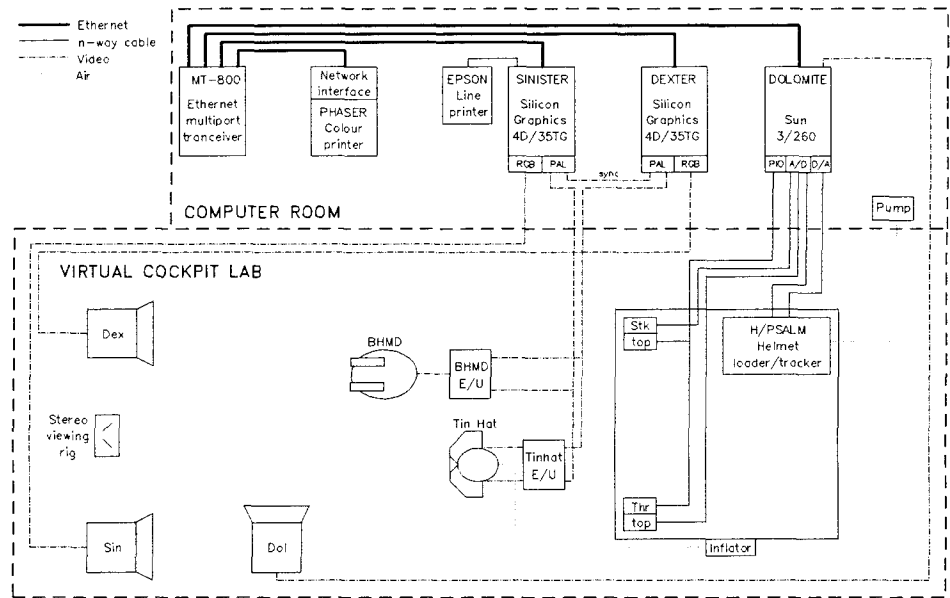 Ethernet
n-way cable
Video
Air
MT-800
Ethernet
multiport
tranceiver
Network
interface
PHASER
Colour
printer
EPSON
Line
printer
SINISTER
Silicon
Graphics
4D/35TG
RGB PAL
DEXTER
Silicon
Graphics
4D/35TG
PAL RGB
DOLOMITE
Sun
3/260
PIO A/D D/A
sync
COMPUTER ROOM
Pump
VIRTUAL COCKPIT LAB
Dex
BHMD
BHMD
E/U
Stk
top
H/PSALM
Helmet
loader/tracker
Stereo
viewing
rig
Tin Hat
Tinhat
E/U
Thr
top
Sin
Dol
Inflator